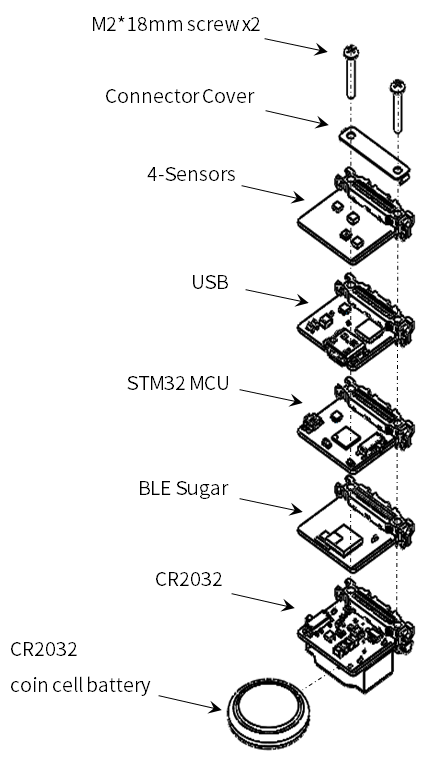 M2*18mm screw x2
Connector Cover
4-Sensors
USB
STM32 MCU
BLE Sugar
CR2032
CR2032
coin cell battery